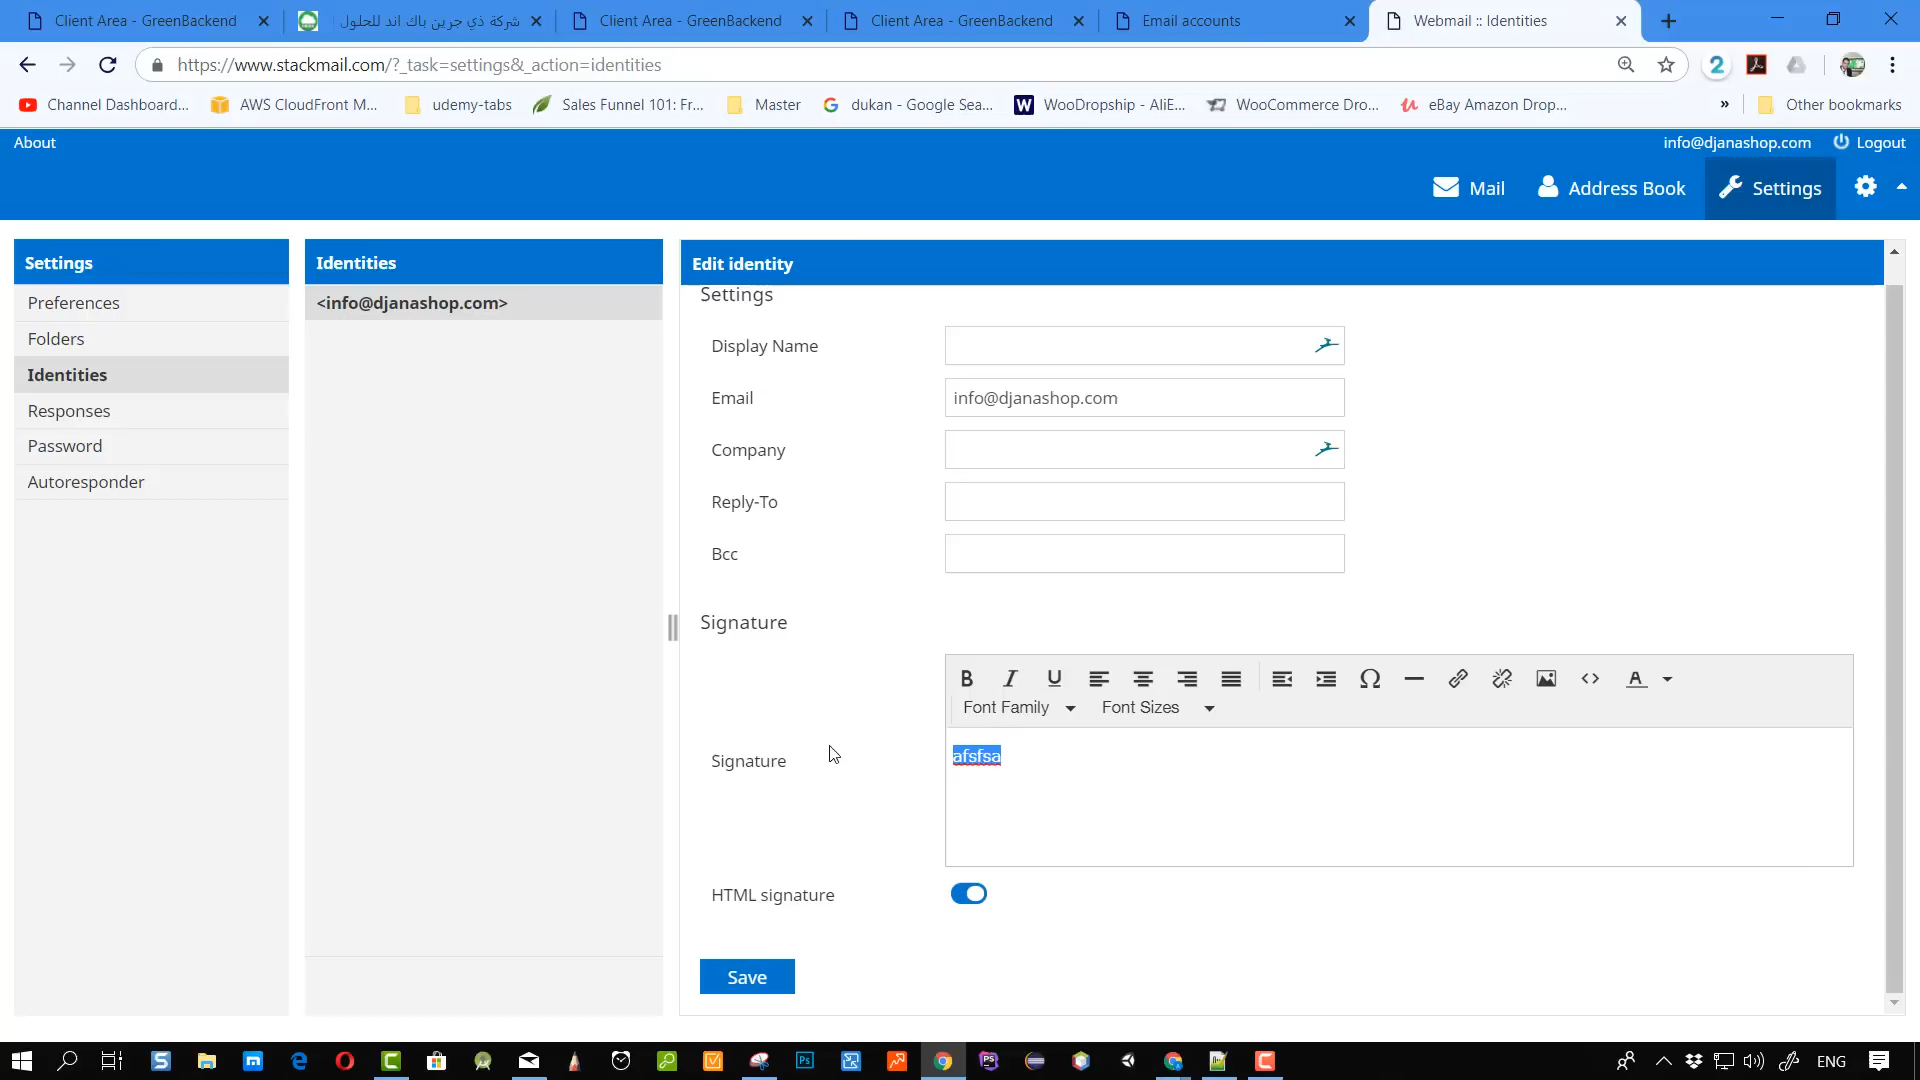 Client Area - GreenBackend
شركة ذي جرين باك اند للحلول
Client Area - GreenBackend
Client Area - GreenBackend
Email accounts
Webmail :: Identities
https://www.stackmail.com/?_task=settings&_action=identities
Channel Dashboard...
AWS CloudFront M...
udemy-tabs
Sales Funnel 101: Fr...
Master
dukan - Google Sea...
WooDropship - AliE...
WooCommerce Dro...
eBay Amazon Drop...
»
Other bookmarks
About
info@djanashop.com
Logout
Mail
Address Book
Settings
Settings
Preferences
Folders
Identities
Responses
Password
Autoresponder
Identities
<info@djanashop.com>
Edit identity
Settings
Display Name
Email
info@djanashop.com
Company
Reply-To
Bcc
Signature
Font Family
Font Sizes
Signature
afsfsa
HTML signature
Save
ENG